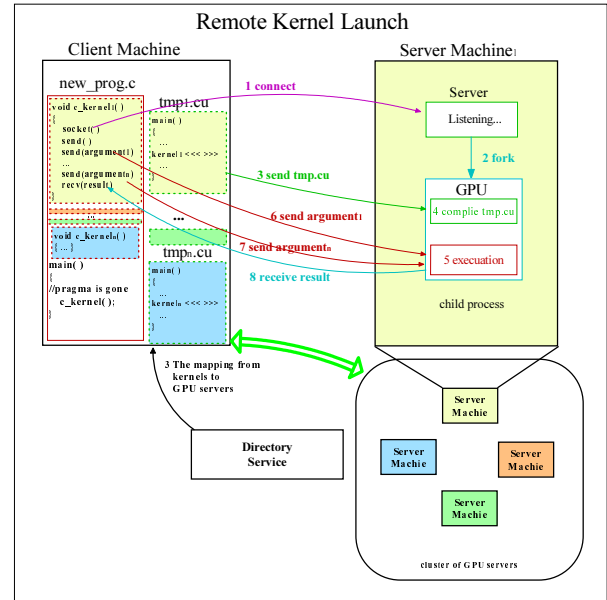 Remote Kernel Launch
Client Machine
Server Machine1
new_prog.c
void c_kernel1( )
{
socket( )
send( )
send(argument1)
...
send(argumentn)
recv(result)
}
...
void c_kerneln( )
{ ... }
main( )
{
//pragma is gone
c_kernel( );
}
tmp1.cu
main( )
{
...
kernel1 <<< >>>
...
}
...
tmpn.cu
main( )
{
...
kerneln <<< >>>
...
}
1 connect
3 send tmp.cu
6 send argument1
7 send argumentn
8 receive result
Server
Listening...
2 fork
GPU
4 complie tmp.cu
5 execuation
child process
3 The mapping from
kernels to
GPU servers
Directory
Service
Server
Machie
Server
Machie
Server
Machie
Server
Machie
cluster of GPU servers